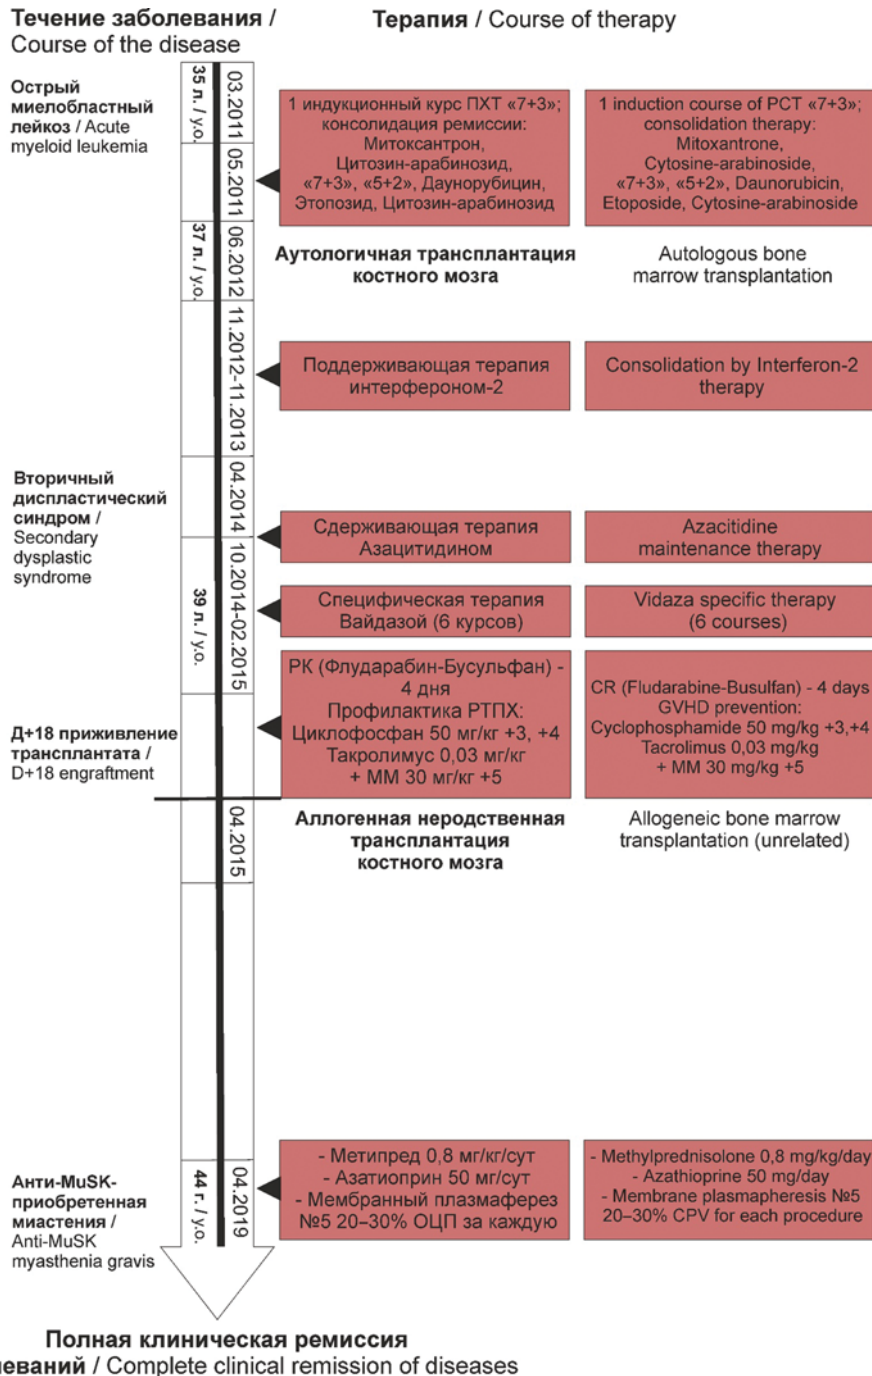 Течение заболевания /
Course of the disease
Терапия / Course of therapy
Острый
миелобластный
лейкоз / Acute
myeloid leukemia
35 л. / y.o.
03.2011
05.2011
1 индукционный курс ПХТ «7+3»;
консолидация ремиссии:
Митоксантрон,
Цитозин-арабинозид,
«7+3», «5+2», Даунорубицин,
Этопозид, Цитозин-арабинозид
1 induction course of PCT «7+3»;
consolidation therapy:
Mitoxantrone,
Cytosine-arabinoside,
«7+3», «5+2», Daunorubicin,
Etoposide, Cytosine-arabinoside
37 л. / y.o.
06.2012
Аутологичная трансплантация
костного мозга
Autologous bone
marrow transplantation
11.2012-11.2013
Поддерживающая терапия
интерфероном-2
Consolidation by Interferon-2
therapy
Вторичный
диспластический
синдром /
Secondary
dysplastic
syndrome
04.2014
Сдерживающая терапия
Азацитидином
Azacitidine
maintenance therapy
39 л. / y.o.
10.2014-02.2015
Специфическая терапия
Вайдазой (6 курсов)
Vidaza specific therapy
(6 courses)
Д+18 приживление
трансплантата /
D+18 engraftment
РК (Флударабин-Бусульфан) -
4 дня
Профилактика РТПХ:
Циклофосфан 50 мг/кг +3, +4
Такролимус 0,03 мг/кг
+ ММ 30 мг/кг +5
CR (Fludarabine-Busulfan) - 4 days
GVHD prevention:
Cyclophosphamide 50 mg/kg +3,+4
Tacrolimus 0,03 mg/kg
+ MM 30 mg/kg +5
04.2015
Аллогенная неродственная
трансплантация
костного мозга
Allogeneic bone marrow
transplantation (unrelated)
Анти-MuSK-
приобретенная
миастения /
Anti-MuSK
myasthenia gravis
44 г. / y.o.
04.2019
- Метипред 0,8 мг/кг/сут
- Азатиоприн 50 мг/сут
- Мембранный плазмаферез
№5 20–30% ОЦП за каждую
- Methylprednisolone 0,8 mg/kg/day
- Azathioprine 50 mg/day
- Membrane plasmapheresis №5
20–30% CPV for each procedure
Полная клиническая ремиссия
леваний / Complete clinical remission of diseases